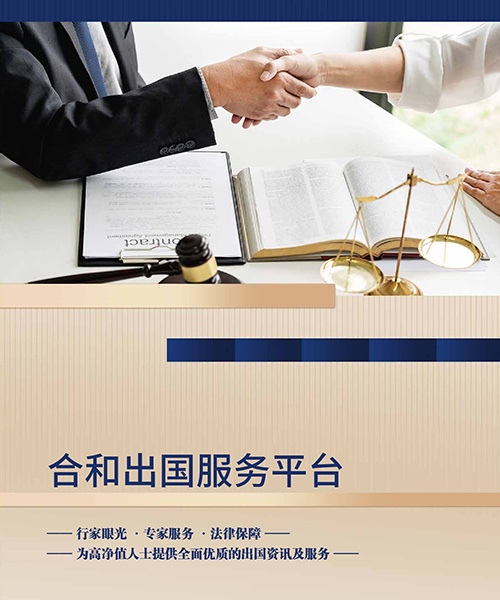 Contract
合和出国服务平台
—— 行家眼光 · 专家服务 · 法律保障 ——
—— 为高净值人士提供全面优质的出国资讯及服务 ——